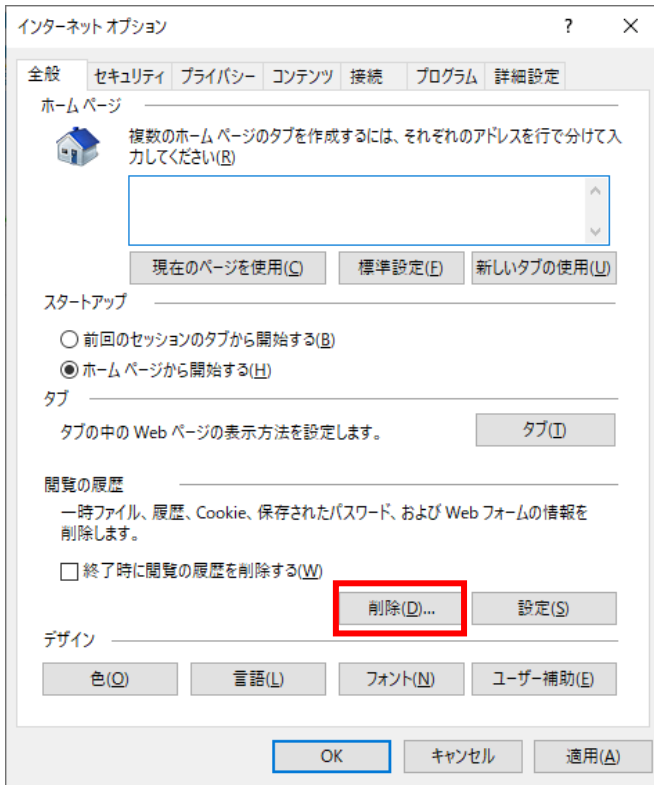 インターネット オプション ? ×
全般 セキュリティ プライバシー コンテンツ 接続 プログラム 詳細設定
ホーム ページ
複数のホーム ページのタブを作成するには、それぞれのアドレスを行で分けて入
力してください(R)
現在のページを使用(C) 標準設定(F) 新しいタブの使用(U)
スタートアップ
前回のセッションのタブから開始する(B)
ホーム ページから開始する(H)
タブ
タブの中の Web ページの表示方法を設定します。 タブ(T)
閲覧の履歴
一時ファイル、履歴、Cookie、保存されたパスワード、および Web フォームの情報を
削除します。
終了時に閲覧の履歴を削除する(W)
削除(D)... 設定(S)
デザイン
色(O) 言語(L) フォント(N) ユーザー補助(E)
OK キャンセル 適用(A)